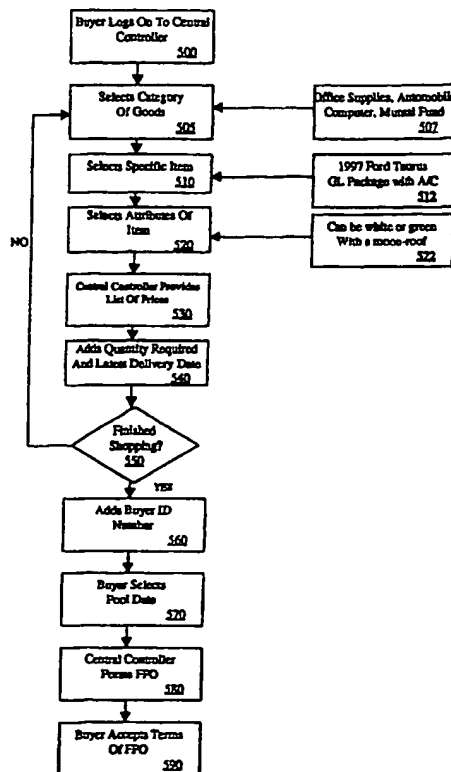 Buyer Logs On To Central
Controller
500
Selects Category
Of Goods
505
Office Supplies, Automobile
Computer, Mutual Fund
507
Selects Specific Item
510
1997 Ford Taurus
GL Package with A/C
512
Selects Attributes Of
Item
520
Can be white or green
With a moon-roof
522
NO
Central Controller Provides
List Of Prices
530
Adds Quantity Required
And Latest Delivery Date
540
Finished
Shopping?
550
YES
Adds Buyer ID
Number
560
Buyer Selects
Pool Date
570
Central Controller
Forms FPO
580
Buyer Accepts Terms
Of FPO
590